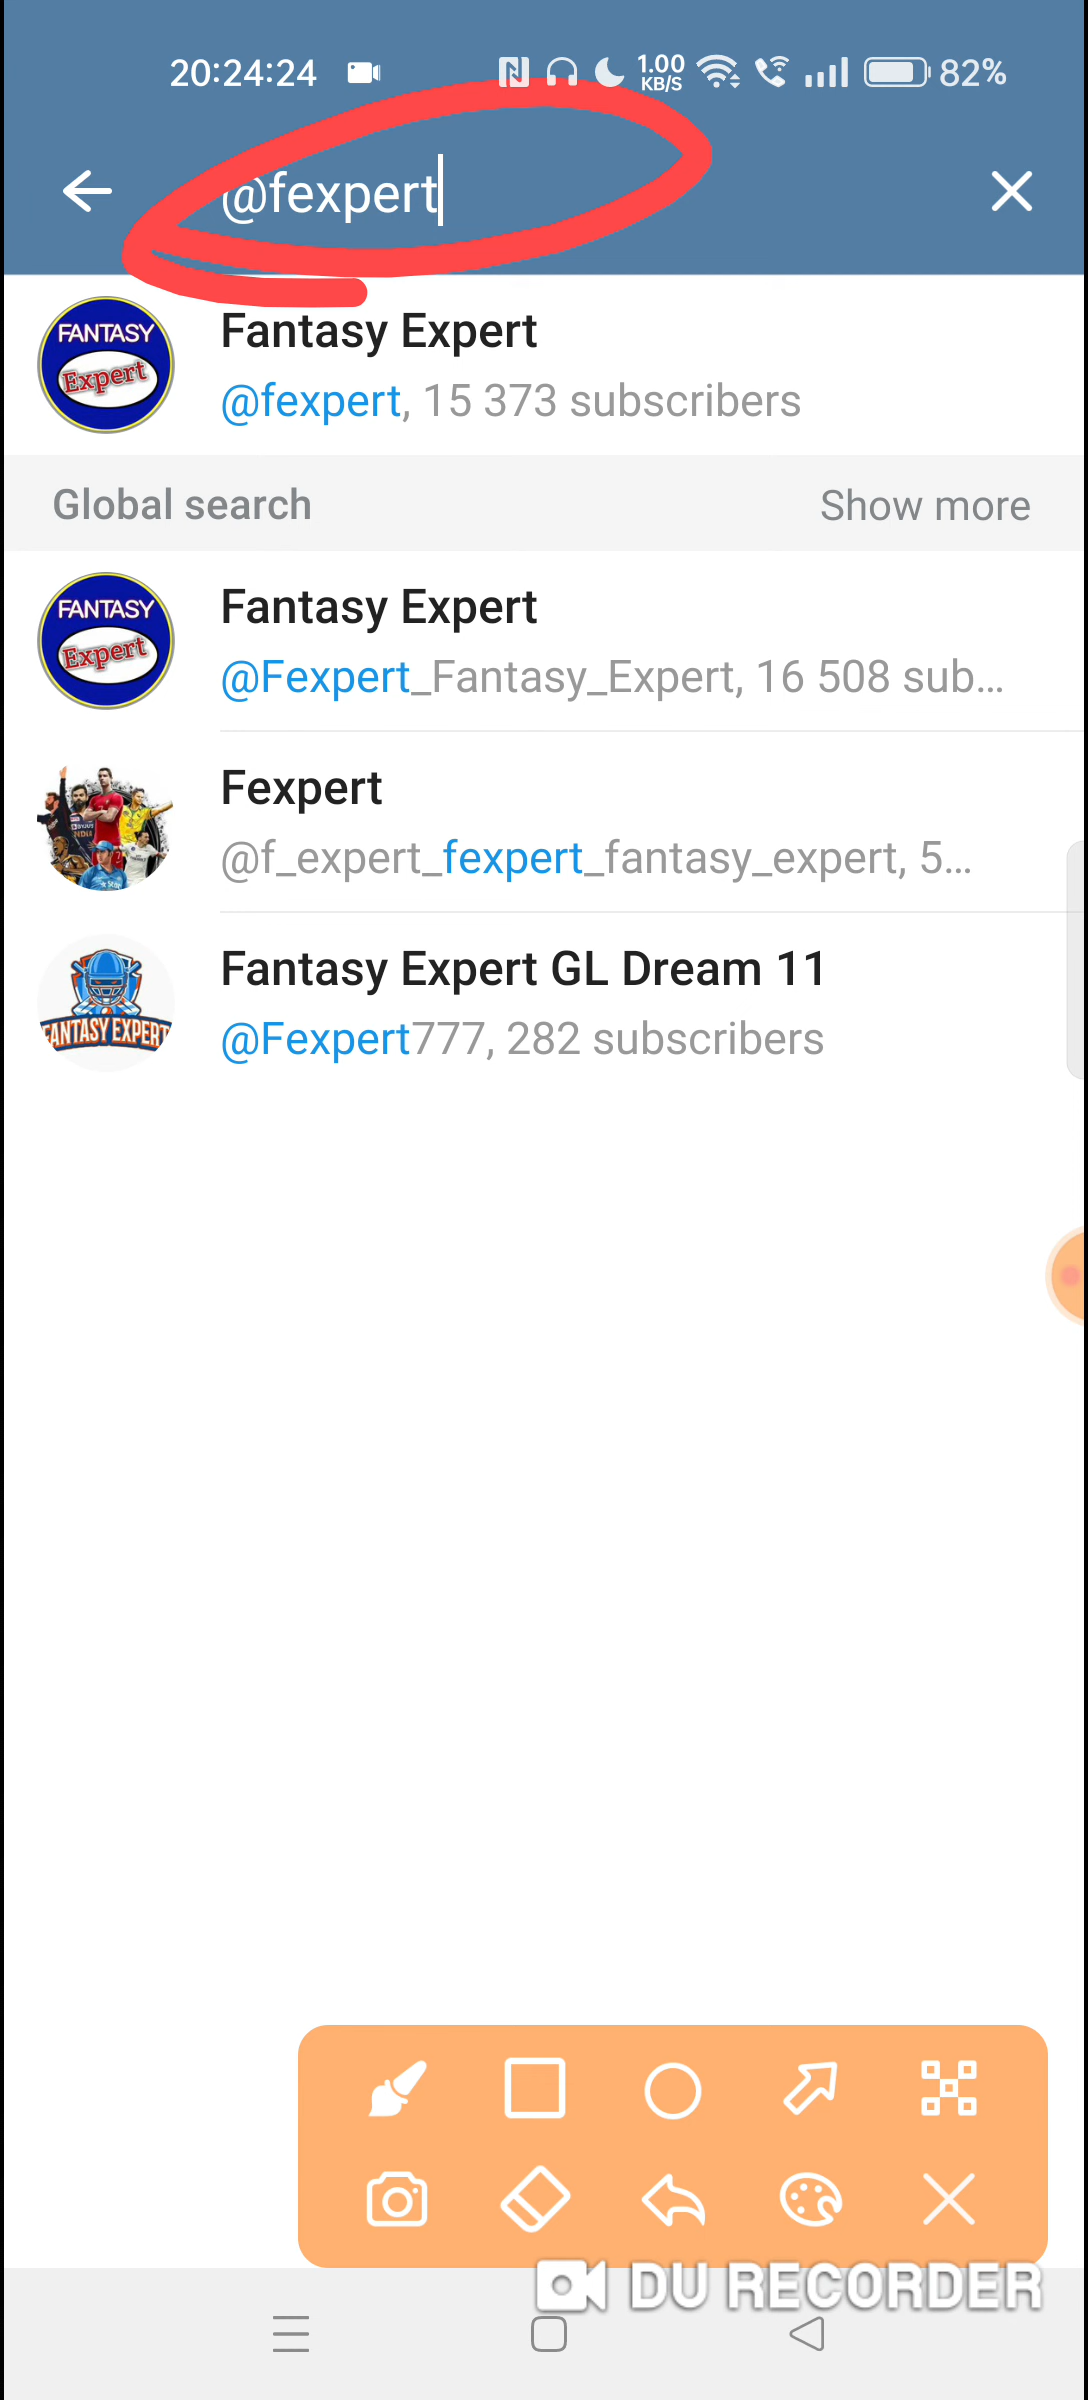 20:24:24 1.00 KB/S 82%
@fexpert
FANTASY
Expert
Fantasy Expert
@fexpert, 15 373 subscribers
Global search Show more
FANTASY
Expert
Fantasy Expert
@Fexpert_Fantasy_Expert, 16 508 sub...
Fexpert
@f_expert_fexpert_fantasy_expert, 5...
FANTASY EXPERT
Fantasy Expert GL Dream 11
@Fexpert777, 282 subscribers
DU RECORDER